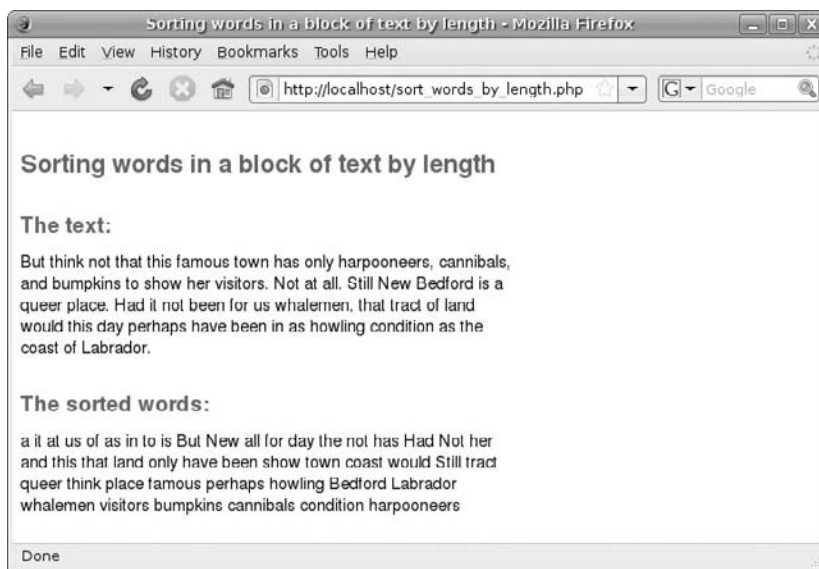 Sorting words in a block of text by length - Mozilla Firefox
File Edit View History Bookmarks Tools Help
http://localhost/sort_words_by_length.php G Google
Sorting words in a block of text by length
The text:
But think not that this famous town has only harpooneers, cannibals,
and bumpkins to show her visitors. Not at all. Still New Bedford is a
queer place. Had it not been for us whalemen, that tract of land
would this day perhaps have been in as howling condition as the
coast of Labrador.
The sorted words:
a it at us of as in to is But New all for day the not has Had Not her
and this that land only have been show town coast would Still tract
queer think place famous perhaps howling Bedford Labrador
whalemen visitors bumpkins cannibals condition harpooneers
Done